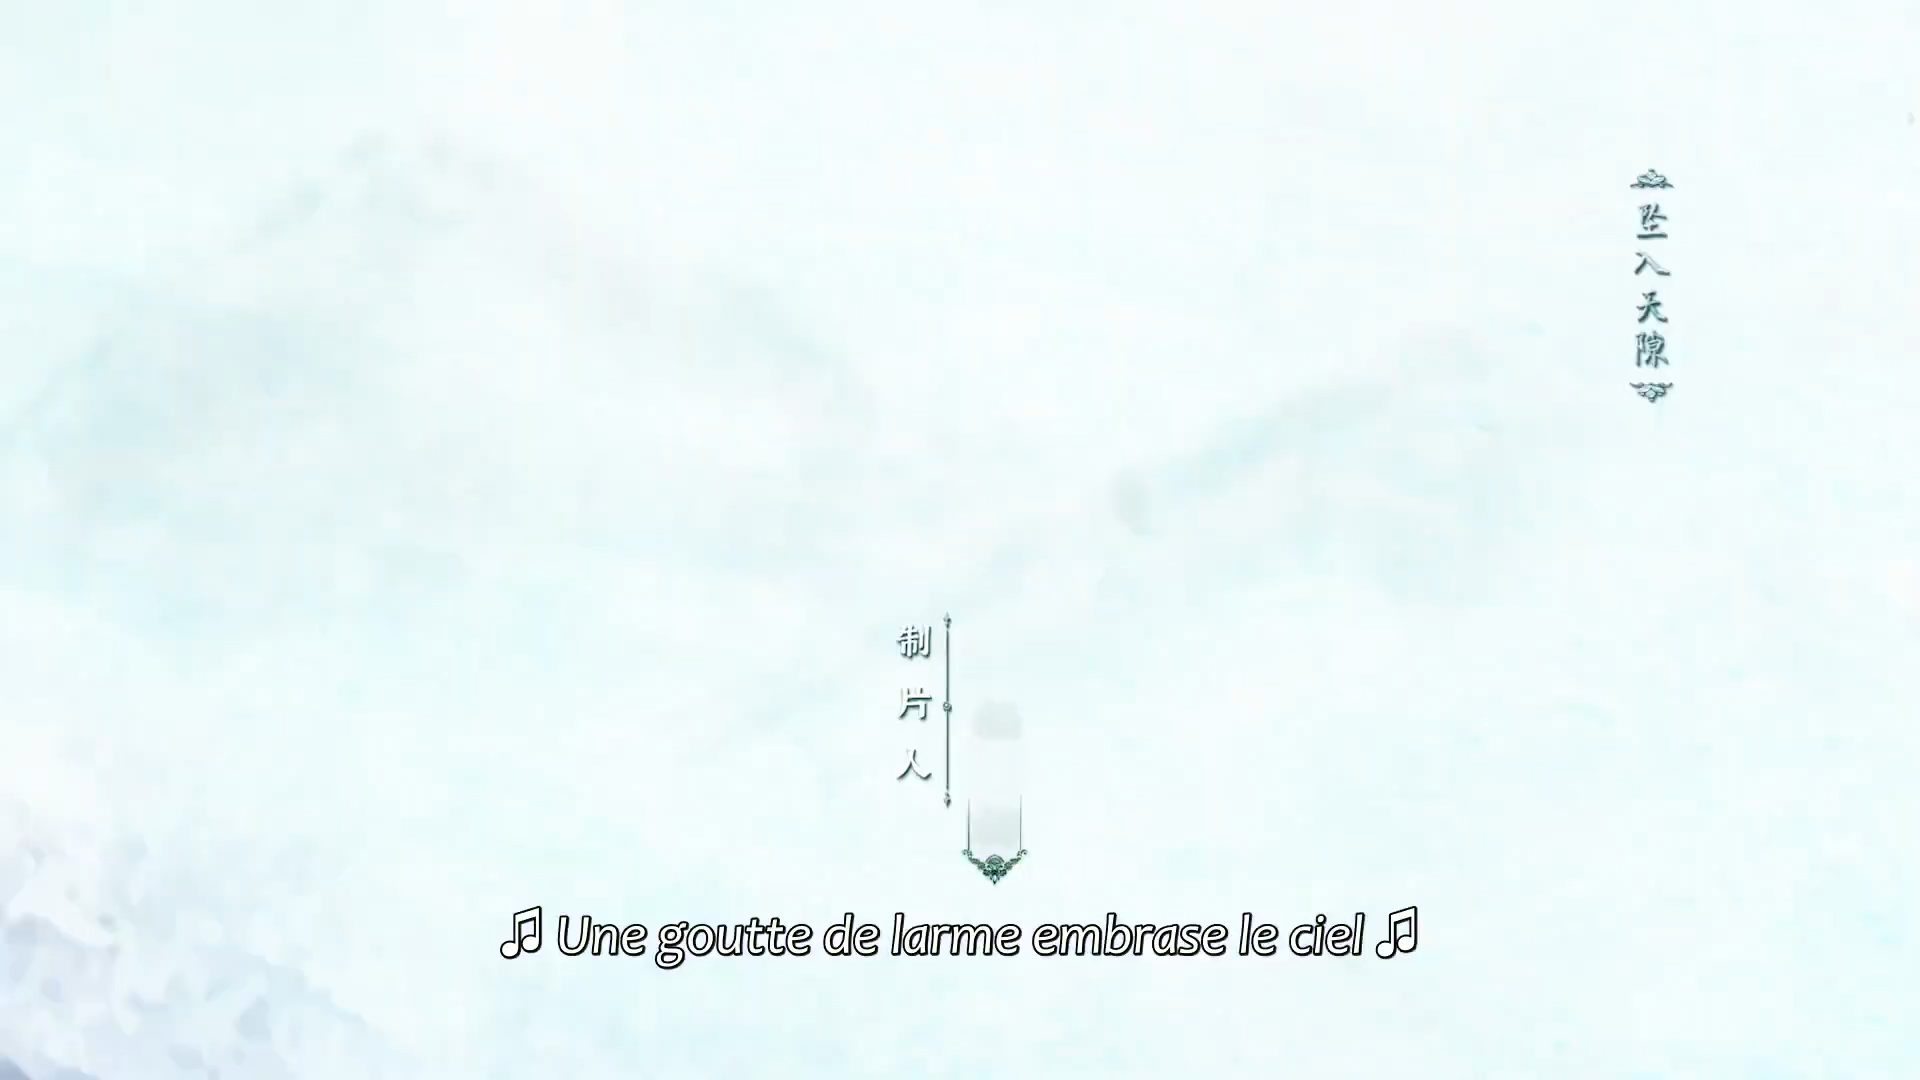 坠入天隙
制片人
♫ Une goutte de larme embrase le ciel ♫